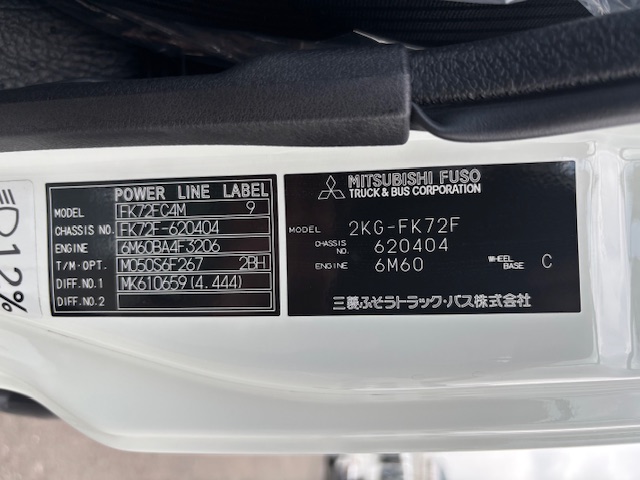 12%
POWER LINE LABEL
MODEL FK72FC4M 9
CHASSIS NO. FK72F-620404
ENGINE 6M60BA4F3206
T/M·OPT. M050S6F267 2BH
DIFF.NO.1 MK610659(4.444)
DIFF.NO.2
MITSUBISHI FUSO
TRUCK & BUS CORPORATION
MODEL 2KG-FK72F
CHASSIS NO. 620404
ENGINE 6M60 WHEEL BASE C
三菱ふそうトラック・バス株式会社